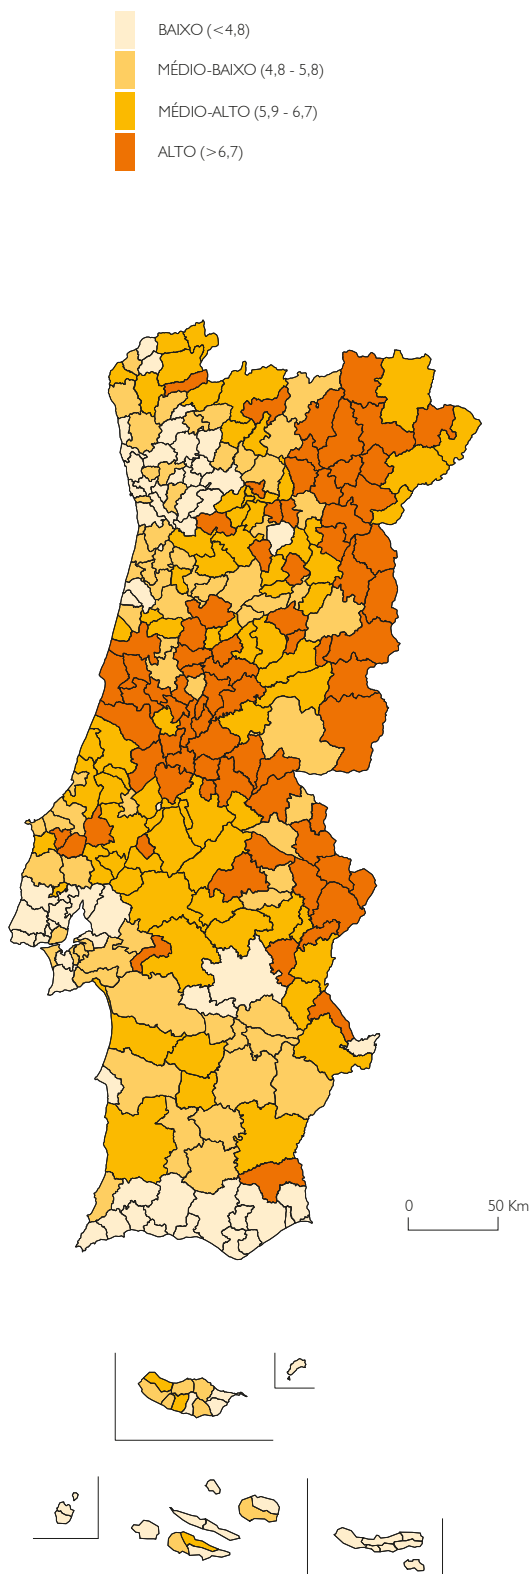 BAIXO (<4,8)
MÉDIO-BAIXO (4,8 - 5,8)
MÉDIO-ALTO (5,9 - 6,7)
ALTO (>6,7)
0 50 Km